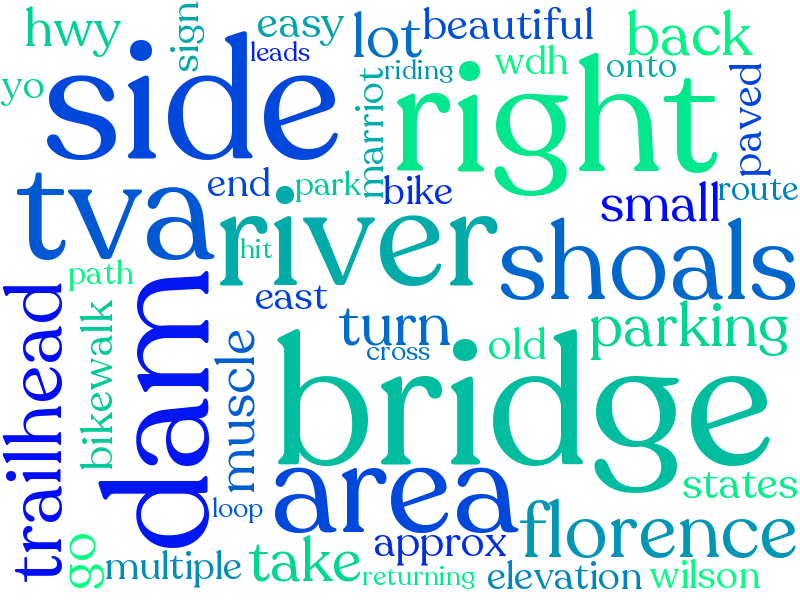 hwy
sign
easy
leads
lot
beautiful
back
yo
side
riding
right
wdh
onto
marriot
paved
tva
end
park
bike
small
route
river
hit
shoals
path
trailhead
dam
east
turn
cross
old
parking
bikewalk
muscle
bridge
area
states
loop
florence
go
multiple
take
approx
returning
elevation
wilson